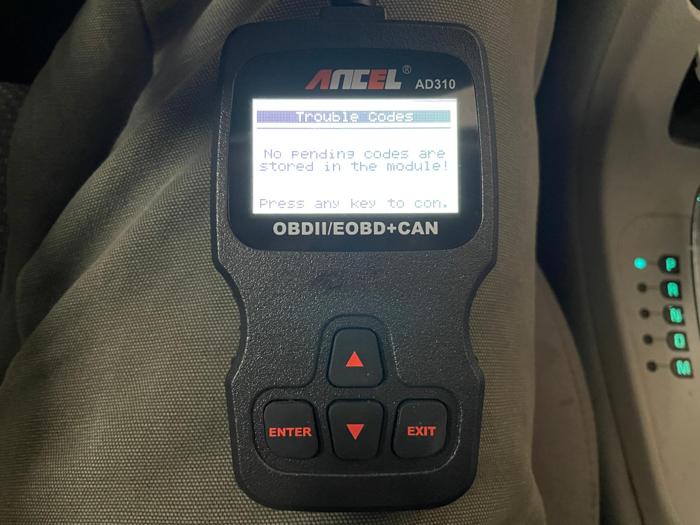 ANCEL® AD310
Trouble Codes
No pending codes are
stored in the module!
Press any key to con.
OBDII/EOBD+CAN
ENTER
EXIT
P
R
N
D
M